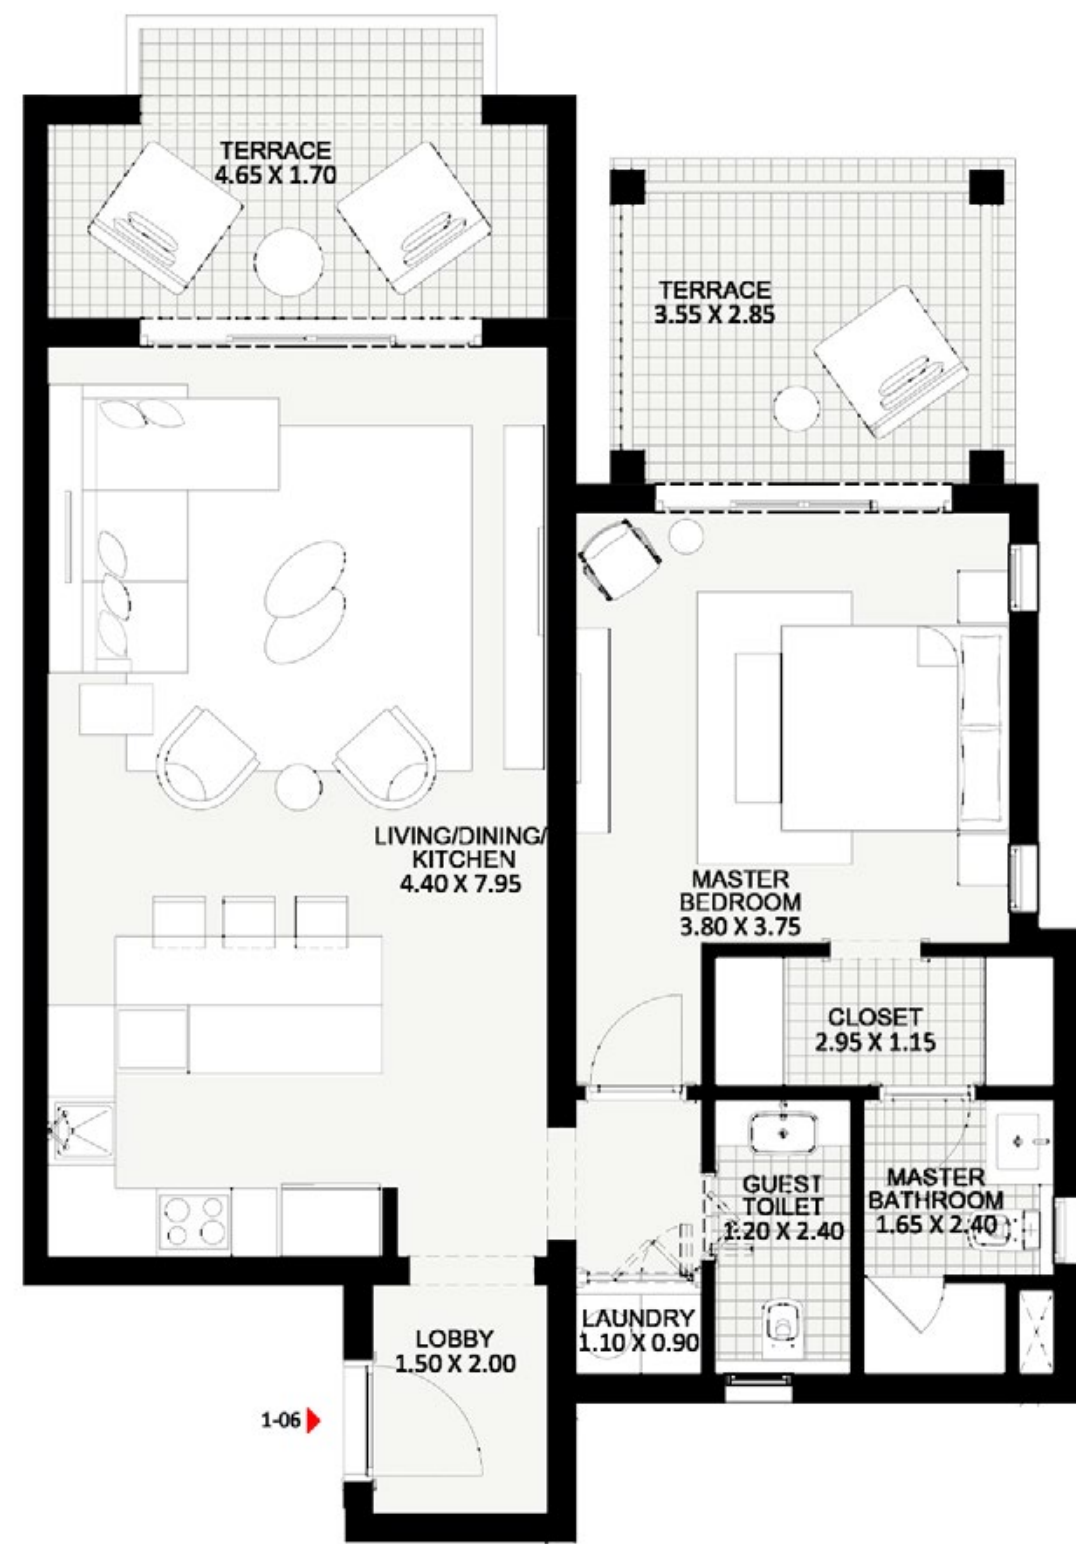 TERRACE
4.65 X 1.70
TERRACE
3.55 X 2.85
LIVING/DINING/
KITCHEN
4.40 X 7.95
MASTER
BEDROOM
3.80 X 3.75
CLOSET
2.95 X 1.15
GUEST
TOILET
1.20 X 2.40
MASTER
BATHROOM
1.65 X 2.40
LAUNDRY
1.10 X 0.90
LOBBY
1.50 X 2.00
1-06